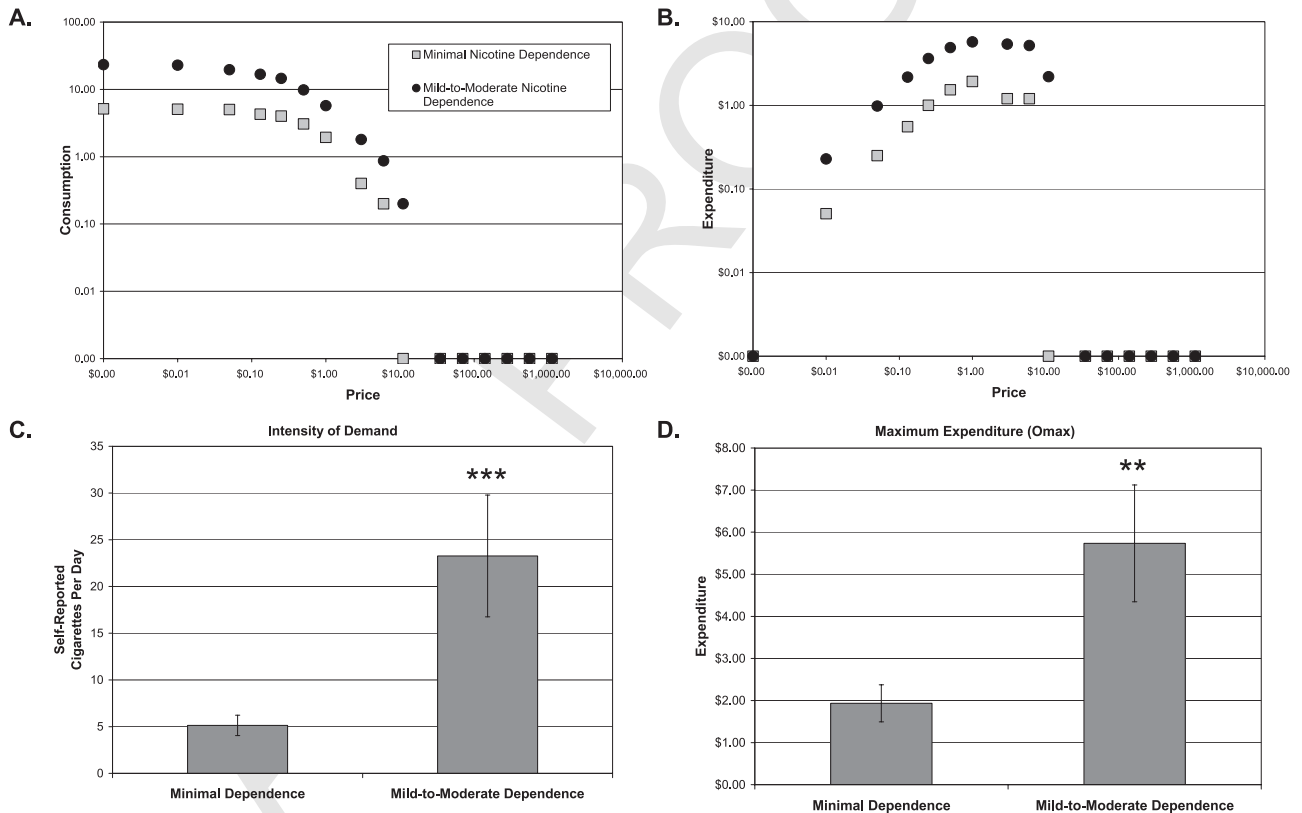 A.
100.00
10.00
1.00
0.10
0.01
0.00
Consumption
Minimal Nicotine Dependence
Mild-to-Moderate Nicotine
Dependence
$0.00 $0.01 $0.10 $1.00 $10.00 $100.00 $1,000.00 $10,000.00
Price
B.
$10.00
$1.00
$0.10
$0.01
$0.00
Expenditure
$0.00 $0.01 $0.10 $1.00 $10.00 $100.00 $1,000.00 $10,000.00
Price
C.
Intensity of Demand
35
30
25
20
15
10
5
0
Self-Reported
Cigarettes Per Day
***
Minimal Dependence Mild-to-Moderate Dependence
D.
Maximum Expenditure (Omax)
$8.00
$7.00
$6.00
$5.00
$4.00
$3.00
$2.00
$1.00
$0.00
Expenditure
**
Minimal Dependence Mild-to-Moderate Dependence